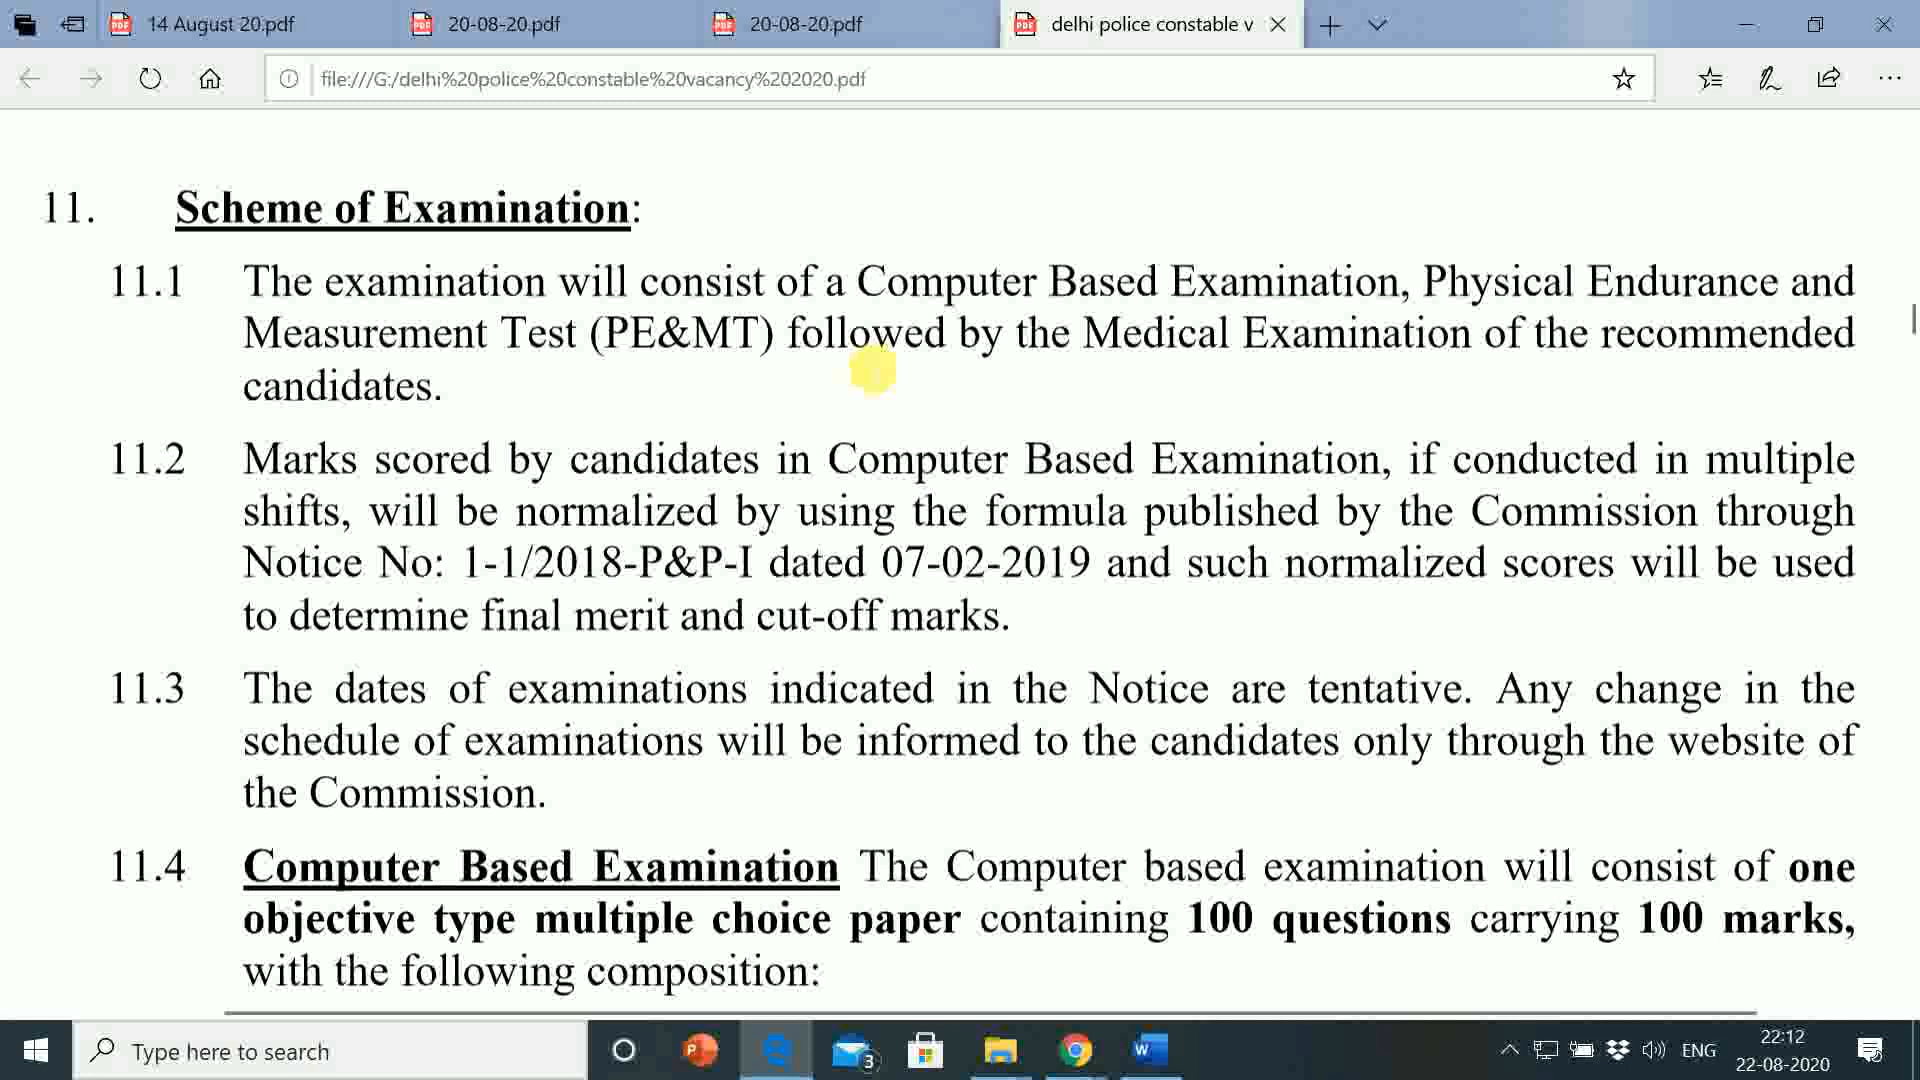 14 August 20.pdf
20-08-20.pdf
20-08-20.pdf
delhi police constable v
file:///G:/delhi%20police%20constable%20vacancy%202020.pdf
11. Scheme of Examination:
11.1 The examination will consist of a Computer Based Examination, Physical Endurance and
Measurement Test (PE&MT) followed by the Medical Examination of the recommended
candidates.
11.2 Marks scored by candidates in Computer Based Examination, if conducted in multiple
shifts, will be normalized by using the formula published by the Commission through
Notice No: 1-1/2018-P&P-I dated 07-02-2019 and such normalized scores will be used
to determine final merit and cut-off marks.
11.3 The dates of examinations indicated in the Notice are tentative. Any change in the
schedule of examinations will be informed to the candidates only through the website of
the Commission.
11.4 Computer Based Examination The Computer based examination will consist of one
objective type multiple choice paper containing 100 questions carrying 100 marks,
with the following composition:
Type here to search
3
ENG
22:12
22-08-2020